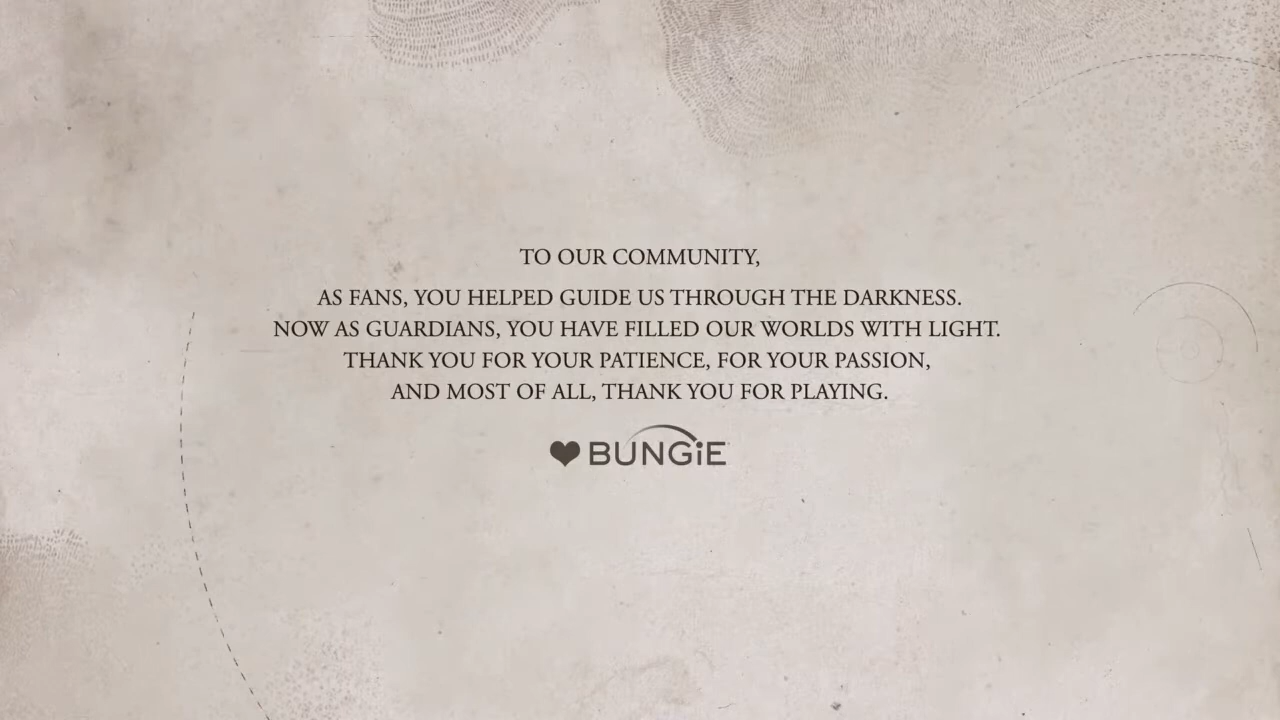 TO OUR COMMUNITY,
AS FANS, YOU HELPED GUIDE US THROUGH THE DARKNESS.
NOW AS GUARDIANS, YOU HAVE FILLED OUR WORLDS WITH LIGHT.
THANK YOU FOR YOUR PATIENCE, FOR YOUR PASSION,
AND MOST OF ALL, THANK YOU FOR PLAYING.
BUNGiE